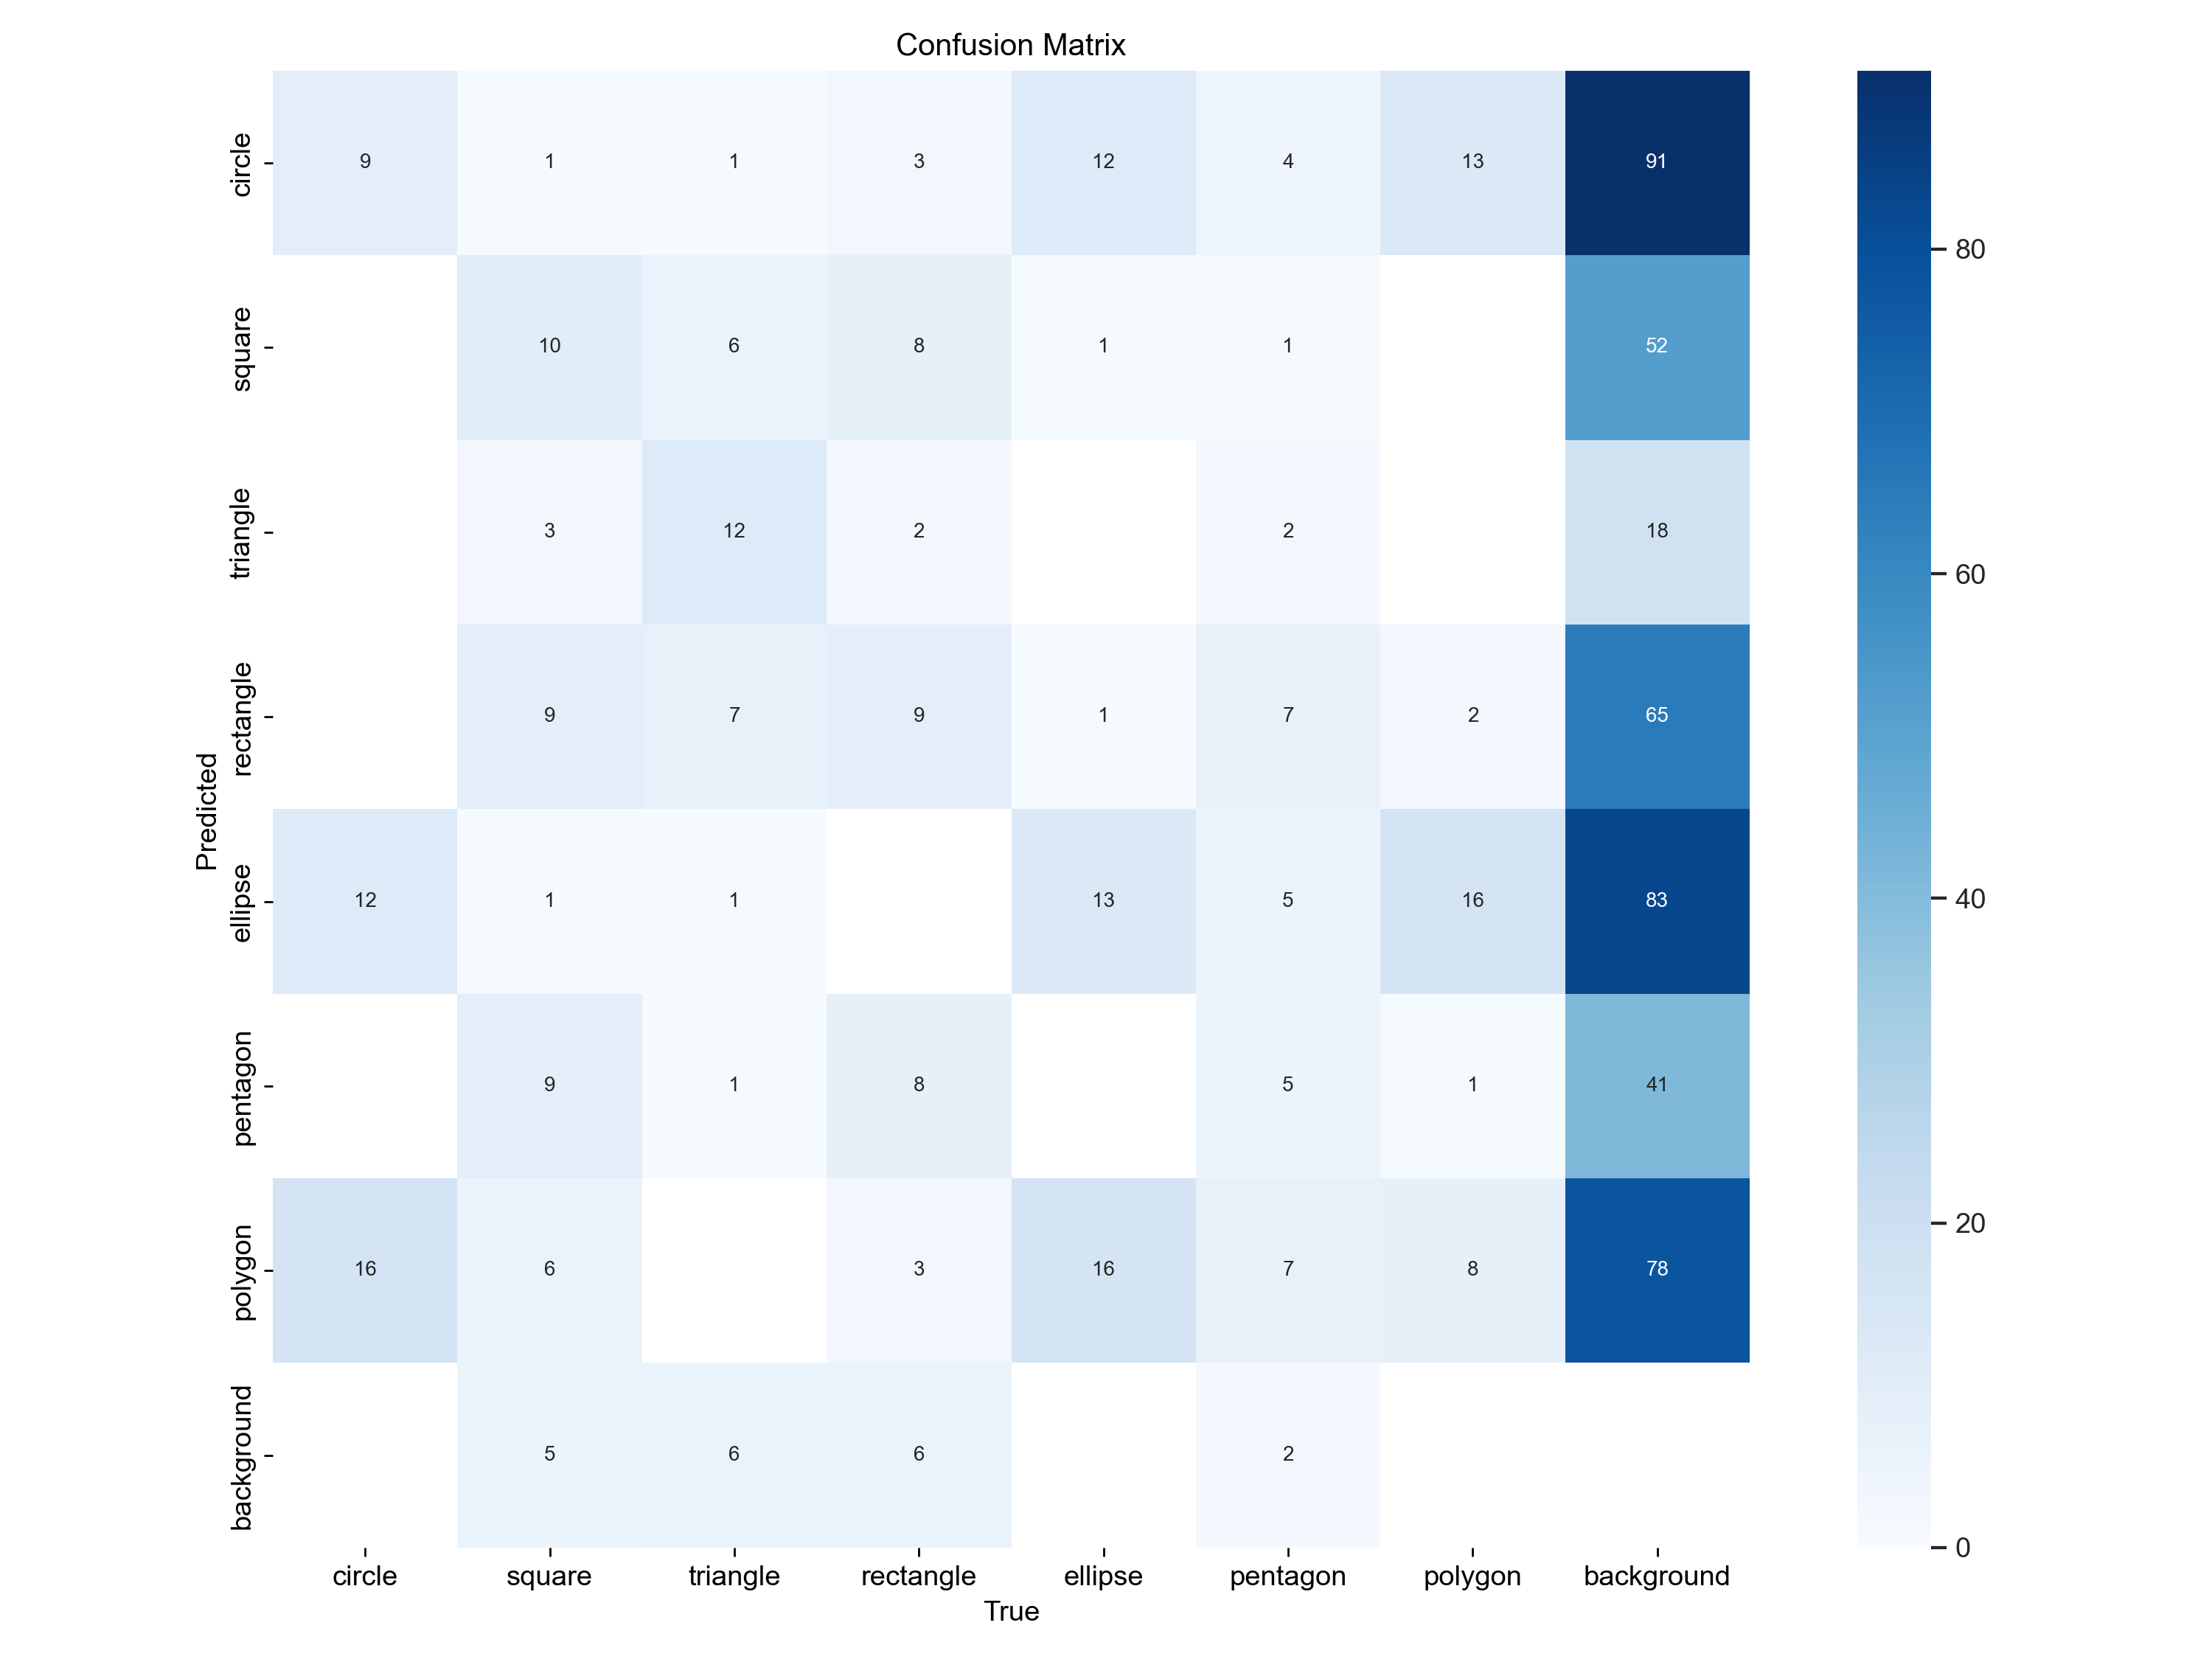 Confusion Matrix
circle 9 1 1 3 12 4 13 91
square 10 6 8 1 1 52
triangle 3 12 2 2 18
rectangle 9 7 9 1 7 2 65
ellipse 12 1 1 13 5 16 83
pentagon 9 1 8 5 1 41
polygon 16 6 3 16 7 8 78
background 5 6 6 2
circle square triangle rectangle ellipse pentagon polygon background
True
Predicted
80
60
40
20
0